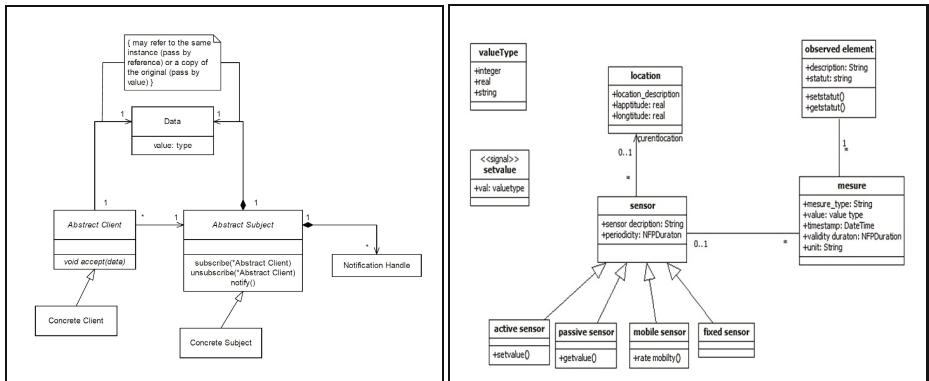 { may refer to the same
instance (pass by
reference) or a copy of
the original (pass by
value) }
1
Data
1
value: type
1
1
Abstract Client
*
1
Abstract Subject
1
void accept(data)
subscribe("Abstract Client)
unsubscribe("Abstract Client)
notify()
*
Notification Handle
Concrete Client
Concrete Subject
valueType
+integer
+real
+string
<<signal>>
setvalue
+val: valuetype
location
+location_description
+lapptitude: real
+longtitude: real
curentlocation
0..1
*
observed element
+description: String
+statut: string
+setstatut()
+getstatut()
1
*
mesure
+mesure_type: String
+value: value type
+timestamp: DateTime
+validity duraton: NFPDuration
+unit: String
sensor
+sensor decription: String
+periodicity: NFPDuraton
0..1
*
active sensor
+setvalue()
passive sensor
+getvalue()
mobile sensor
+rate mobilty()
fixed sensor